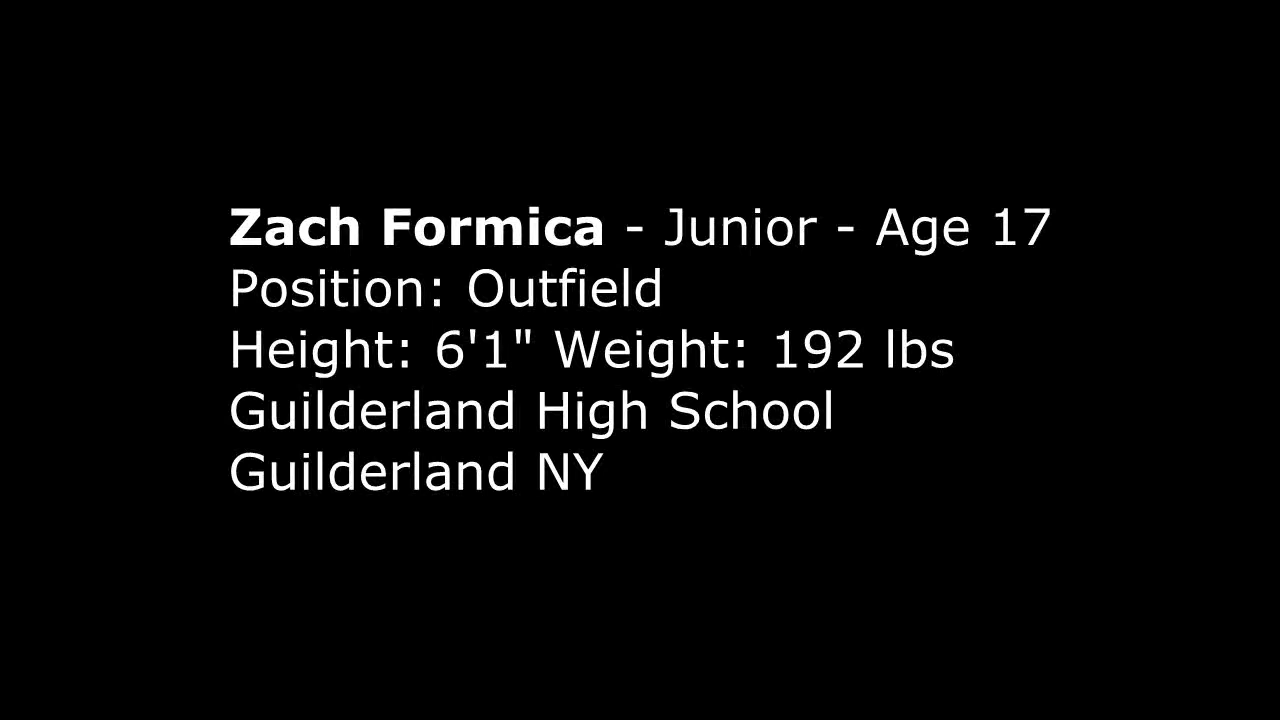 Zach Formica - Junior - Age 17
Position: Outfield
Height: 6'1" Weight: 192 lbs
Guilderland High School
Guilderland NY